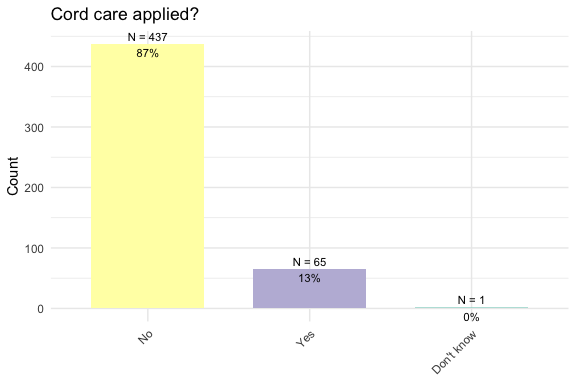 Cord care applied?
N = 437
87%
N = 65
13%
N = 1
0%
Count
400
300
200
100
0
No
Yes
Don't know